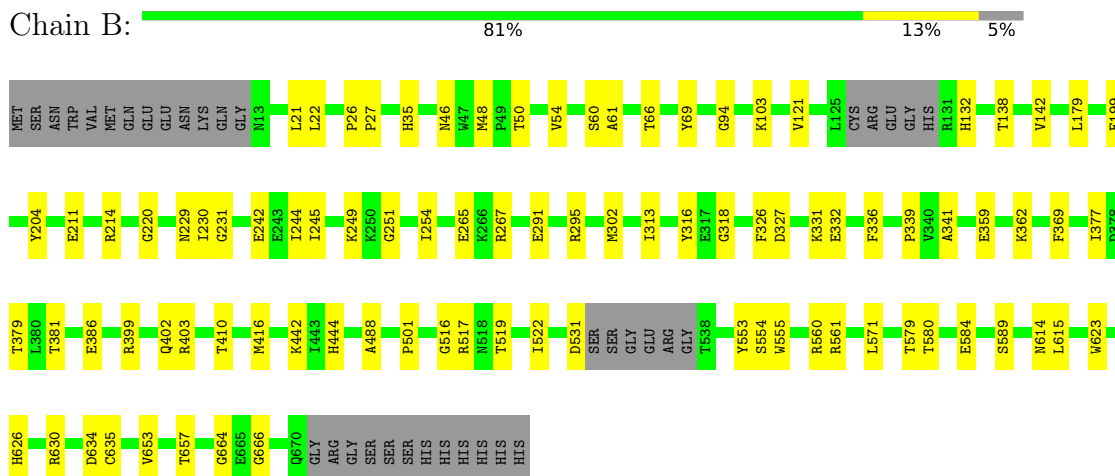 Chain B:
81% 13% 5%
MET SER ASN TRP VAL MET GLN GLU GLU ASN LYS GLN GLY N13 L21 L22 P26 P27 H35 N46 W47 M48 P49 T50 V54 S60 A61 T66 Y69 G94 K103 V121 L125 CYS ARG GLU GLY HIS R131 H132 T138 V142 L179
Y204 E211 R214 G220 N229 I230 G231 E242 E243 I244 I245 K249 K250 G251 I254 E265 K266 R267 E291 R295 M302 I313 Y316 E317 G318 F326 D327 K331 E332 F336 P339 V340 A341 E359 K362 F369 I377
T379 L380 T381 E386 R399 Q402 R403 T410 M416 K442 I443 H444 A488 P501 G516 R517 N518 T519 I522 D531 SER SER GLY GLU ARG GLY T538 Y553 S554 W555 R560 R561 L571 T579 T580 E584 S589 N614 L615 W623
H626 R630 D634 C635 V653 T657 G664 E665 G666 Q670 GLY ARG GLY SER SER SER HIS HIS HIS HIS HIS HIS